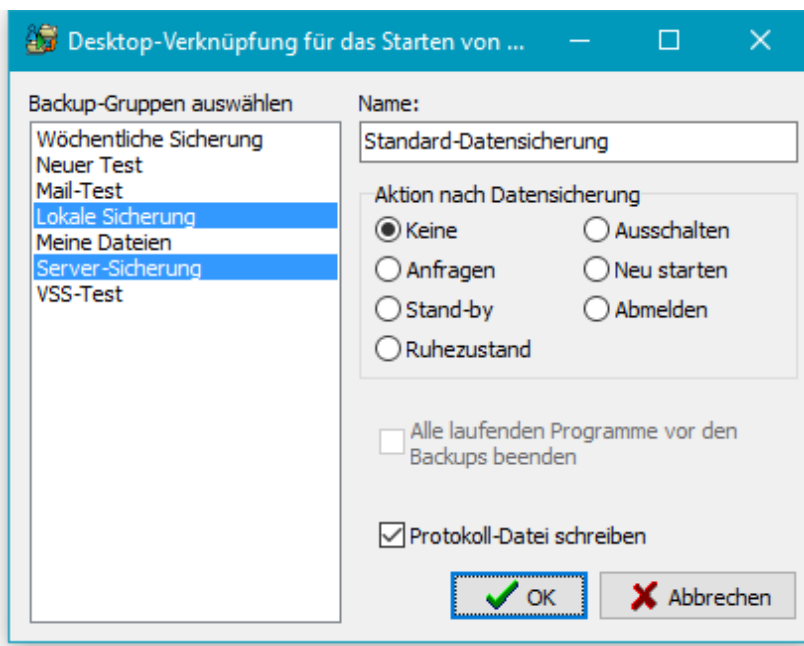 Desktop-Verknüpfung für das Starten von ...
Backup-Gruppen auswählen
Wöchentliche Sicherung
Neuer Test
Mail-Test
Lokale Sicherung
Meine Dateien
Server-Sicherung
VSS-Test
Name:
Standard-Datensicherung
Aktion nach Datensicherung
Keine
Ausschalten
Anfragen
Neu starten
Stand-by
Abmelden
Ruhezustand
Alle laufenden Programme vor den
Backups beenden
Protokoll-Datei schreiben
OK
Abbrechen